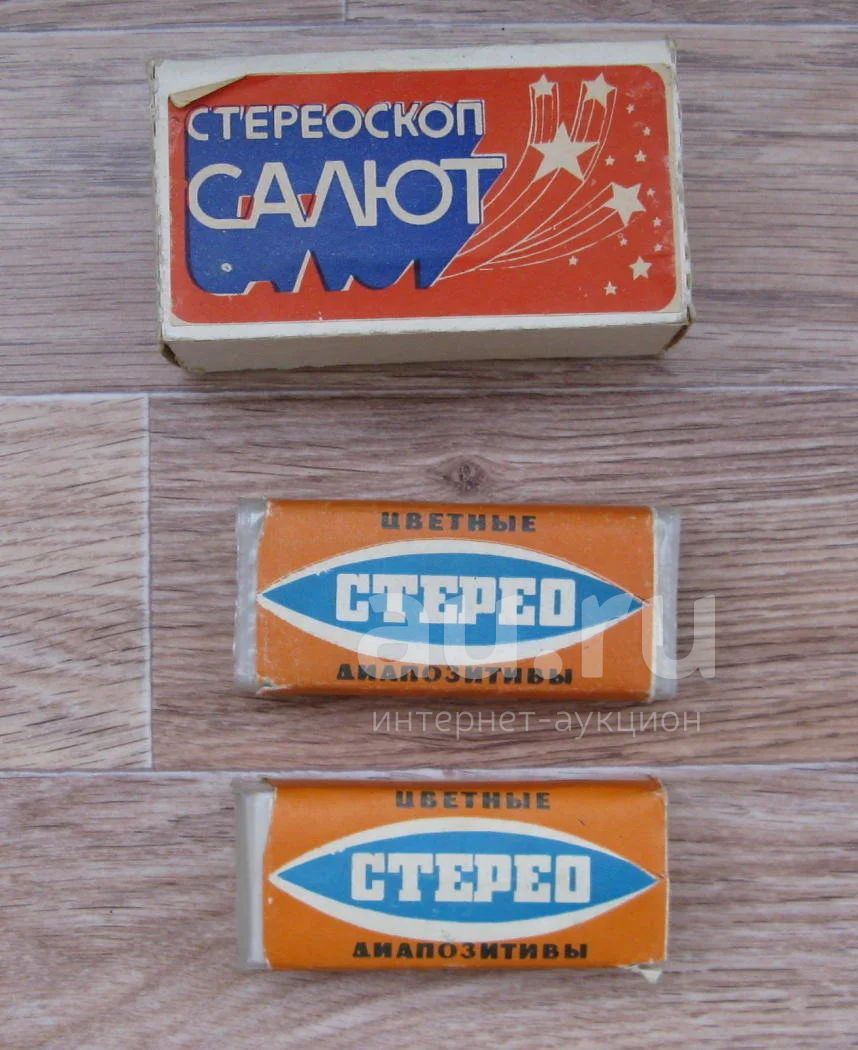 СТЕРЕОСКОП
САЛЮТ
ЦВЕТНЫЕ
СТЕРЕО
ДИАПОЗИТИВЫ
au.ru
интернет-аукцион
ЦВЕТНЫЕ
СТЕРЕО
ДИАПОЗИТИВЫ